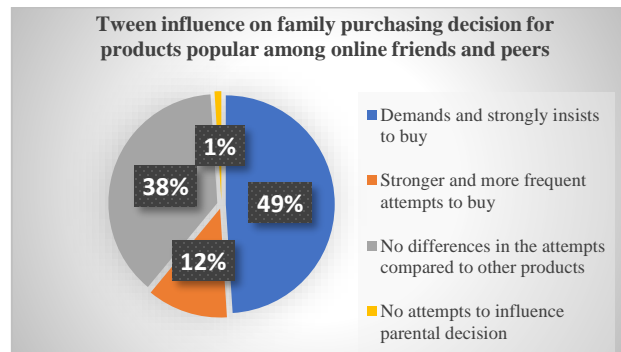 Tween influence on family purchasing decision for
products popular among online friends and peers
1%
38%
49%
12%
Demands and strongly insists
to buy
Stronger and more frequent
attempts to buy
No differences in the attempts
compared to other products
No attempts to influence
parental decision